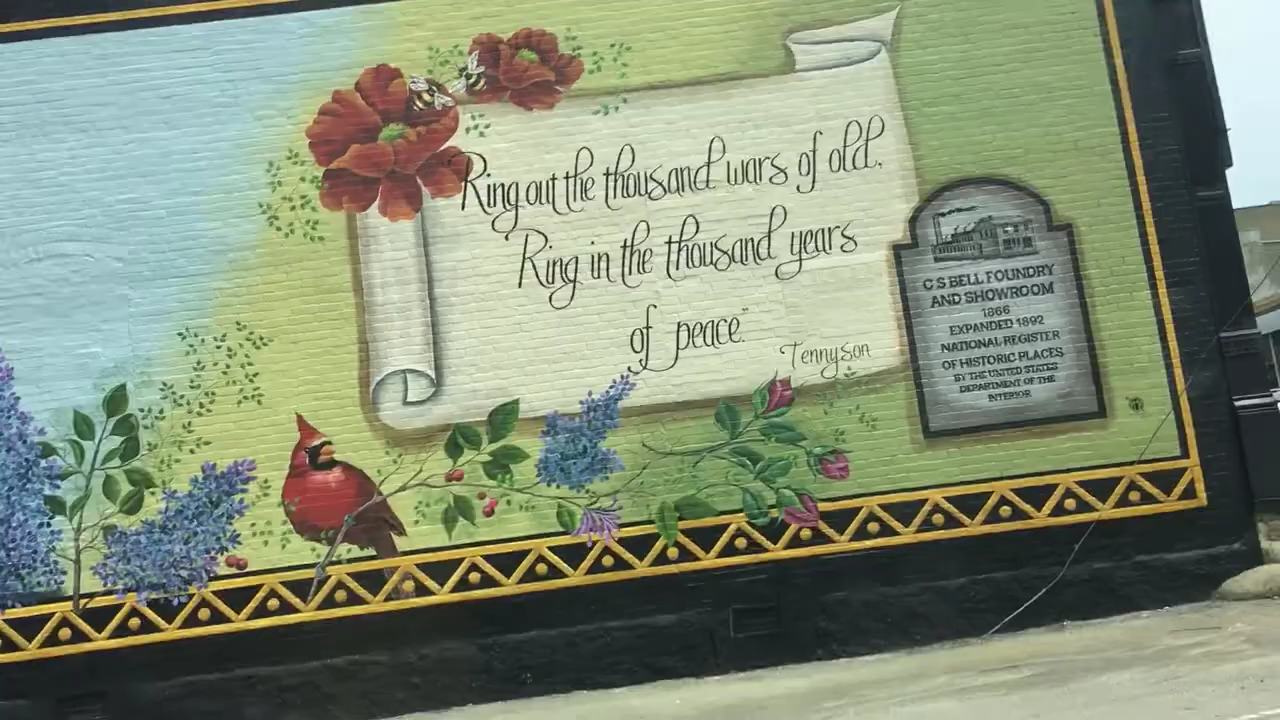 Ring out the thousand wars of old,
Ring in the thousand years
of peace."
Tennyson
C S BELL FOUNDRY
AND SHOWROOM
1866
EXPANDED 1892
NATIONAL REGISTER
OF HISTORIC PLACES
BY THE UNITED STATES
DEPARTMENT OF THE
INTERIOR